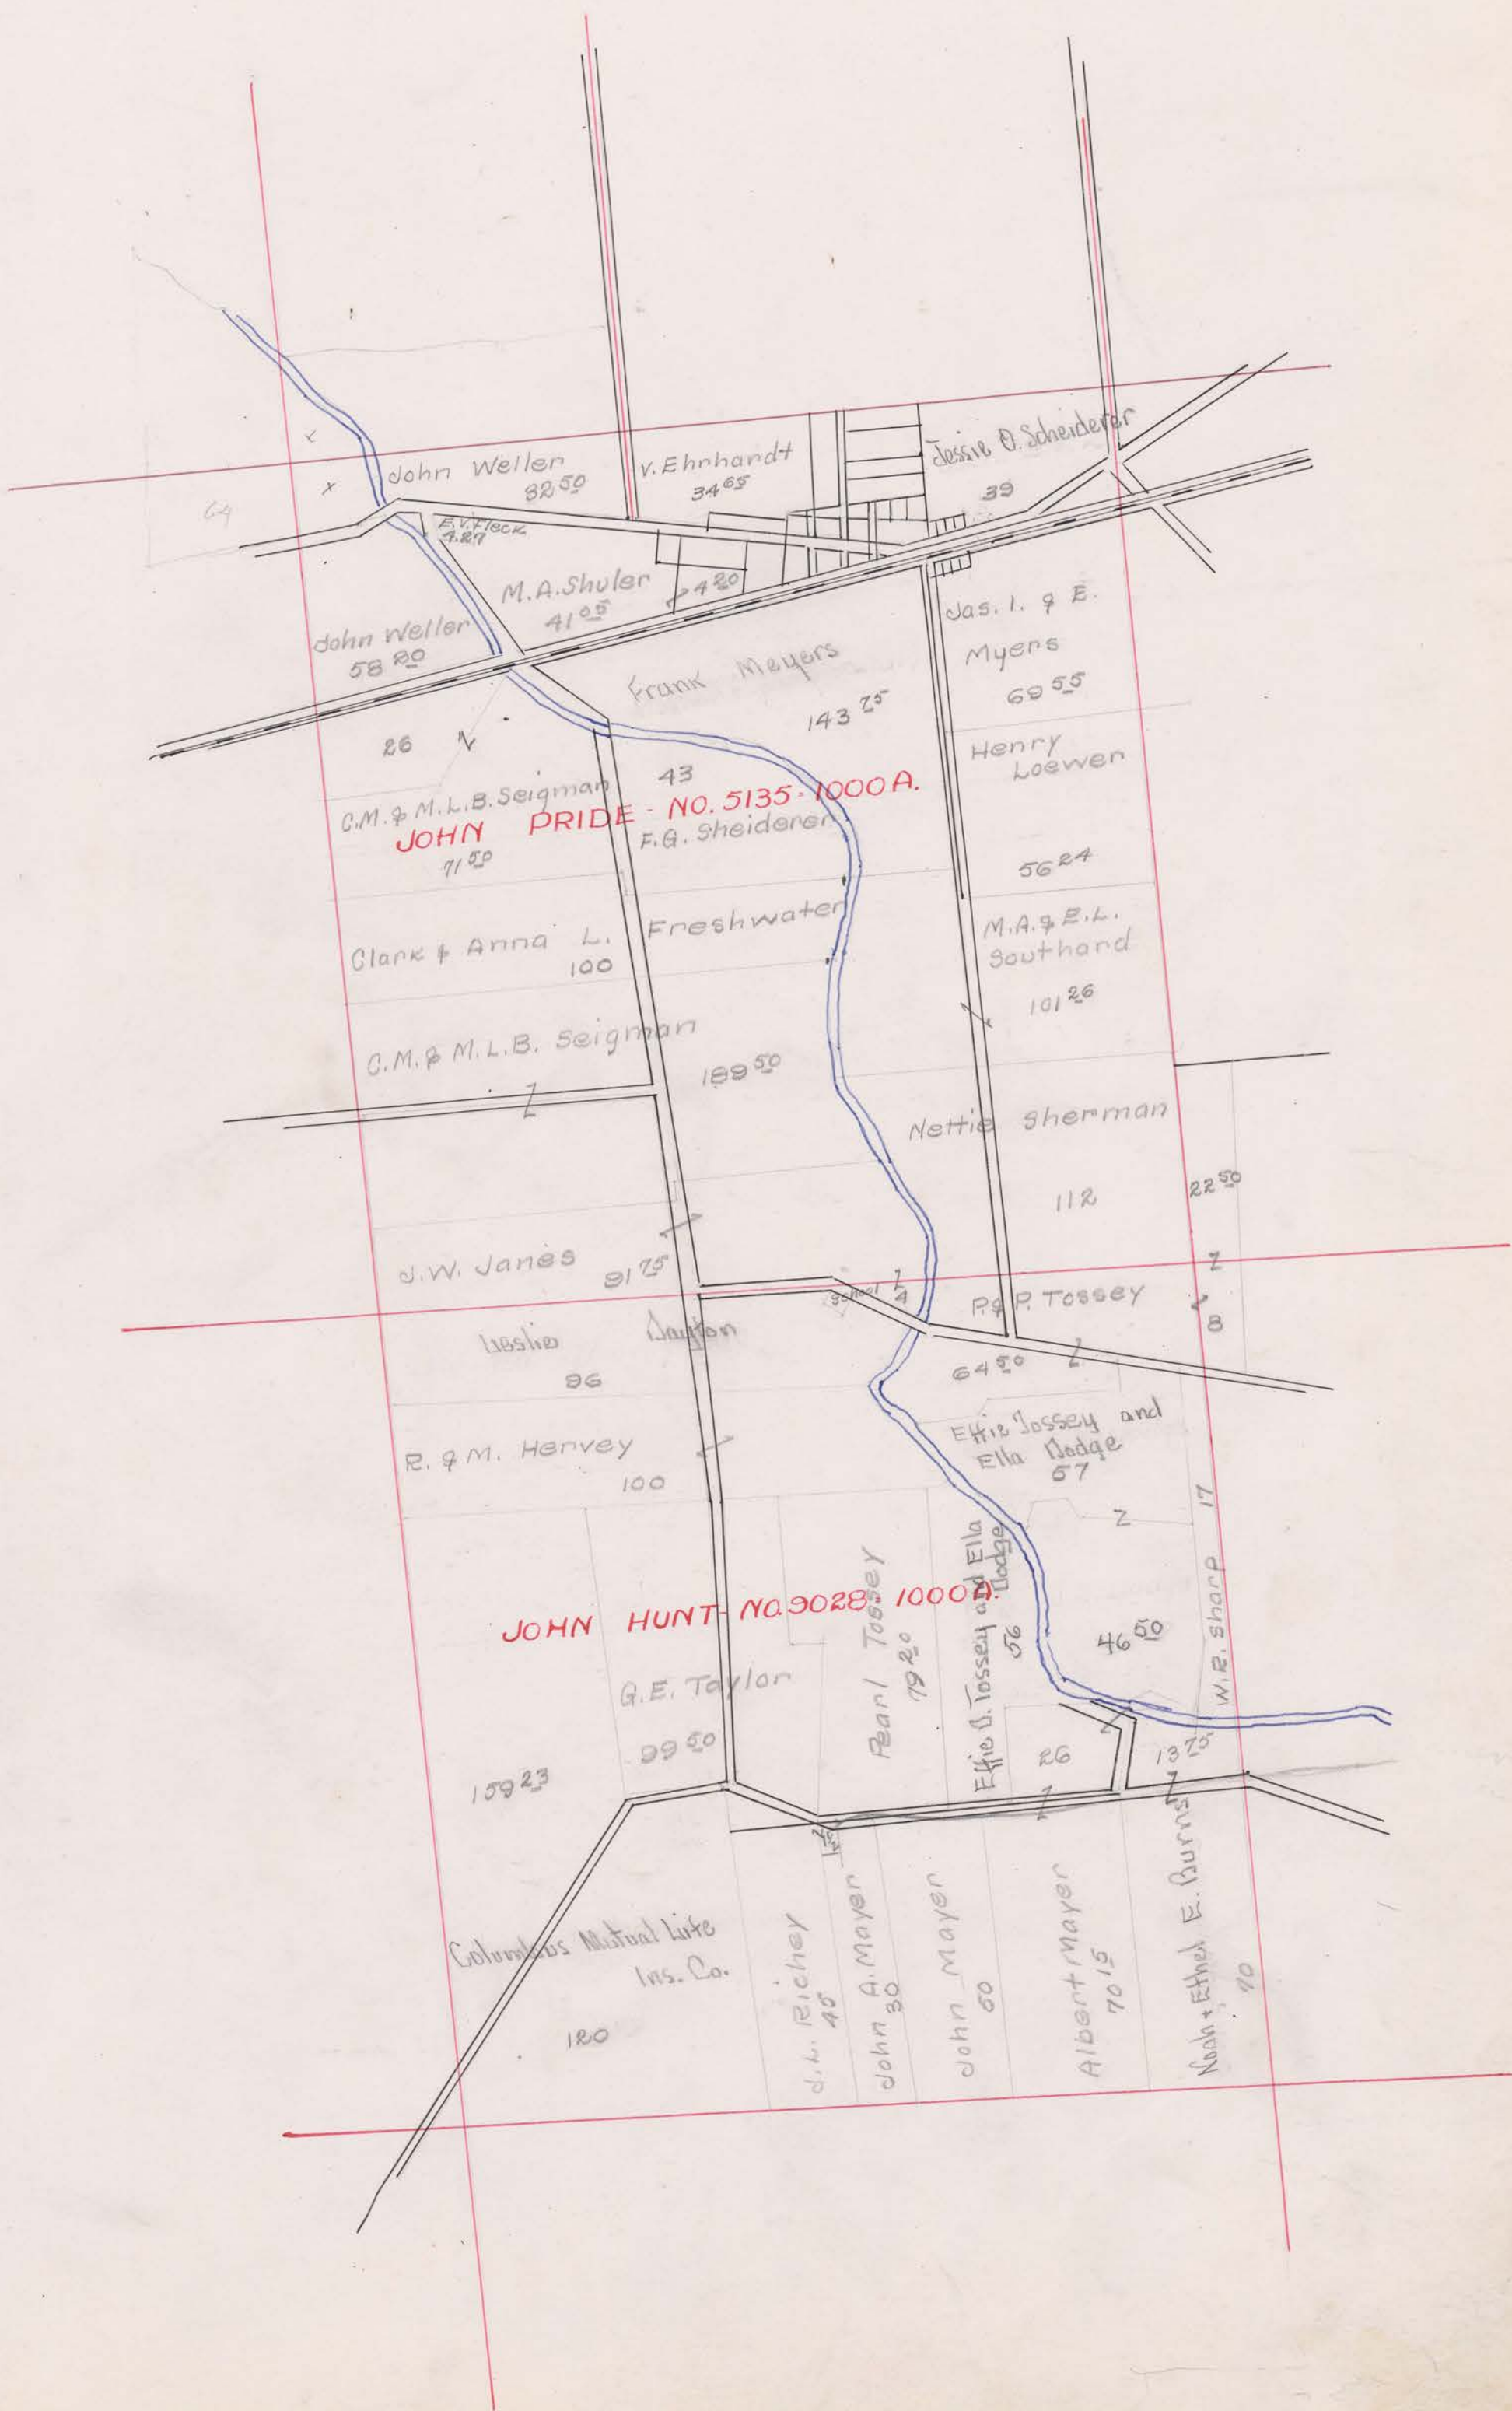 John Weller
82 50
V. Ehrhandt
34 65
Jessie O. Scheiderer
39
64
F.V. Fleck
4.27
M.A. Shuler
41 05
4 20
John Weller
58 80
Jas. I. & E.
Myers
69 55
Frank Meyers
143 75
26
43
Henry
Loewen
56 24
C.M. & M.L.B. Seigman
71 50
JOHN PRIDE - NO. 5135 - 1000 A.
F.G. Sheiderer
Clark & Anna L. Freshwater
100
M.A. & E.L.
Southard
101 26
C.M. & M.L.B. Seigman
189 50
Nettie Sherman
112
22 50
J.W. Janes
91 75
School
1/4
P. & P. Tossey
64 50
8
Leslie Dayton
96
R. & M. Hervey
100
Effie Tossey and
Ella Dodge
57
17
W.R. Sharp
JOHN HUNT - NO. 9028 - 1000 A.
Pearl Tossey
79 20
Effie D. Tossey and Ella
Dodge
56
46 50
G.E. Taylor
99 50
159 23
26
13 75
Columbus Mutual Life
Ins. Co.
120
J.L. Richey
45
John A. Mayer
30
John Mayer
60
Albert Mayer
70 15
Noah + Ethel E. Burns
70